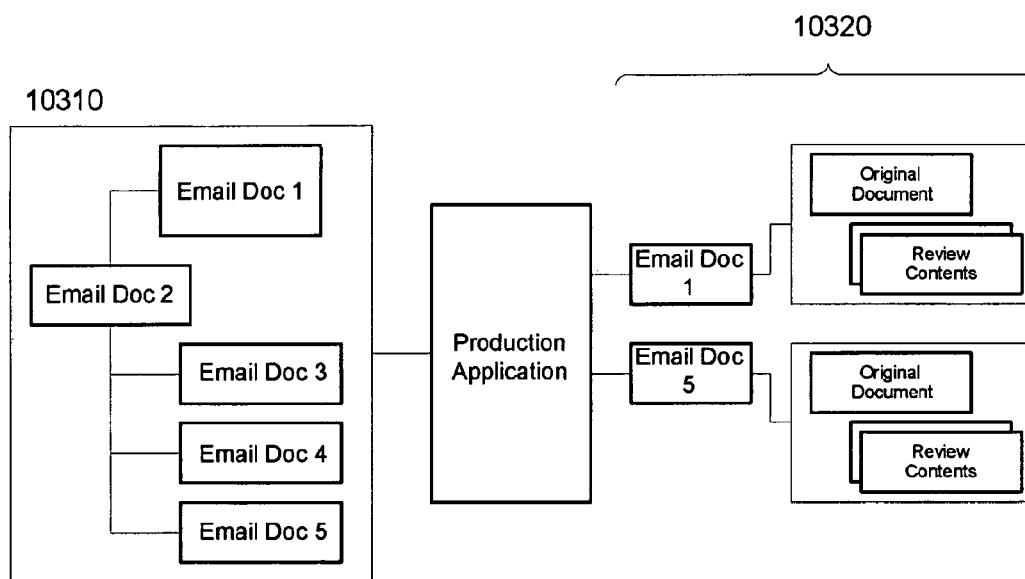 10320
10310
Email Doc 1
Email Doc 2
Email Doc 3
Email Doc 4
Email Doc 5
Production
Application
Email Doc
1
Email Doc
5
Original
Document
Review
Contents
Original
Document
Review
Contents